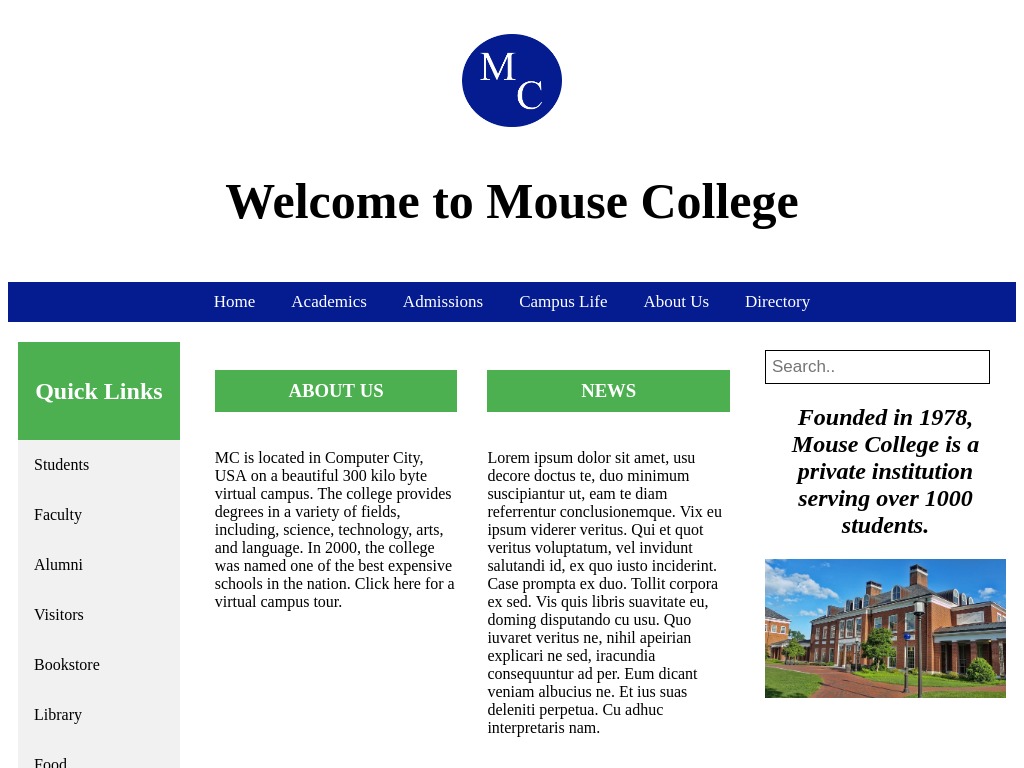 M
C
Welcome to Mouse College
Home Academics Admissions Campus Life About Us Directory
Quick Links
Students
Faculty
Alumni
Visitors
Bookstore
Library
Food
ABOUT US
MC is located in Computer City,
USA on a beautiful 300 kilo byte
virtual campus. The college provides
degrees in a variety of fields,
including, science, technology, arts,
and language. In 2000, the college
was named one of the best expensive
schools in the nation. Click here for a
virtual campus tour.
NEWS
Lorem ipsum dolor sit amet, usu
decore doctus te, duo minimum
suscipiantur ut, eam te diam
referrentur conclusionemque. Vix eu
ipsum viderer veritus. Qui et quot
veritus voluptatum, vel invidunt
salutandi id, ex quo iusto inciderint.
Case prompta ex duo. Tollit corpora
ex sed. Vis quis libris suavitate eu,
doming disputando cu usu. Quo
iuvaret veritus ne, nihil apeirian
explicari ne sed, iracundia
consequuntur ad per. Eum dicant
veniam albucius ne. Et ius suas
deleniti perpetua. Cu adhuc
interpretaris nam.
Search..
Founded in 1978,
Mouse College is a
private institution
serving over 1000
students.